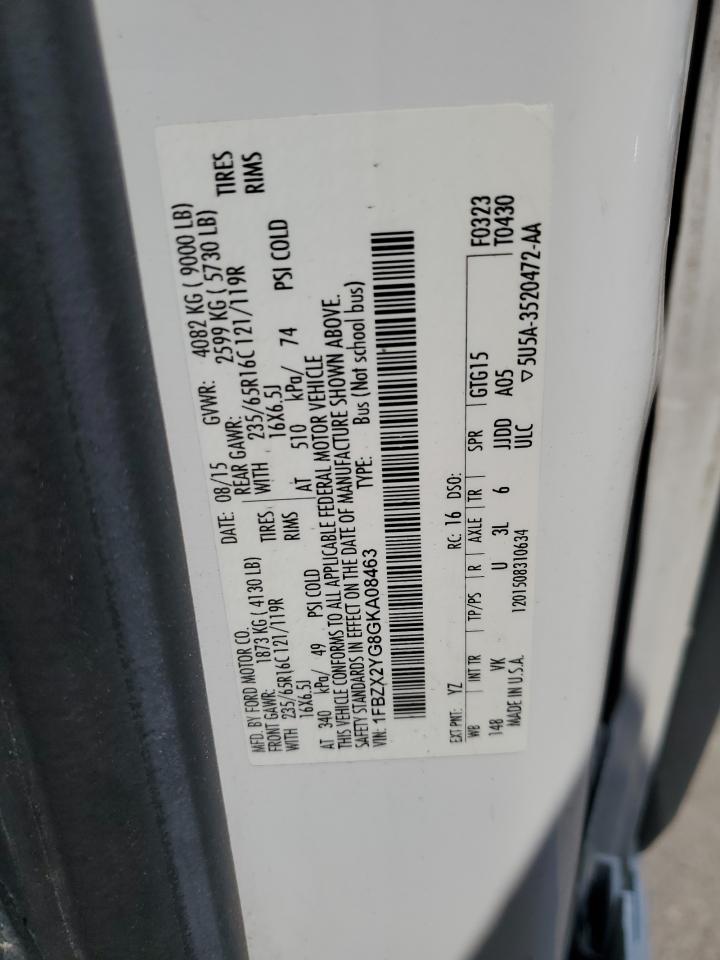 MFD. BY FORD MOTOR CO. DATE: 08/15 GVWR: 4082 KG ( 9000 LB)
FRONT GAWR: 1873 KG ( 4130 LB) REAR GAWR: 2599 KG ( 5730 LB)
WITH 235/65R16C 121/119R TIRES WITH 235/65R16C 121/119R TIRES
16X6.5J RIMS 16X6.5J RIMS
AT 340 kPa/ 49 PSI COLD AT 510 kPa/ 74 PSI COLD
THIS VEHICLE CONFORMS TO ALL APPLICABLE FEDERAL MOTOR VEHICLE
SAFETY STANDARDS IN EFFECT ON THE DATE OF MANUFACTURE SHOWN ABOVE.
VIN: 1FBZX2YG8GKA08463 TYPE: Bus (Not school bus)
EXT PNT: YZ RC: 16 DSO: F0323
WB INT TR TP/PS R AXLE TR SPR GTG15 T0430
148 VK U 3L 6 JJDD A05
MADE IN U.S.A. 1201508310634 ULC ▽ 5U5A-3520472-AA